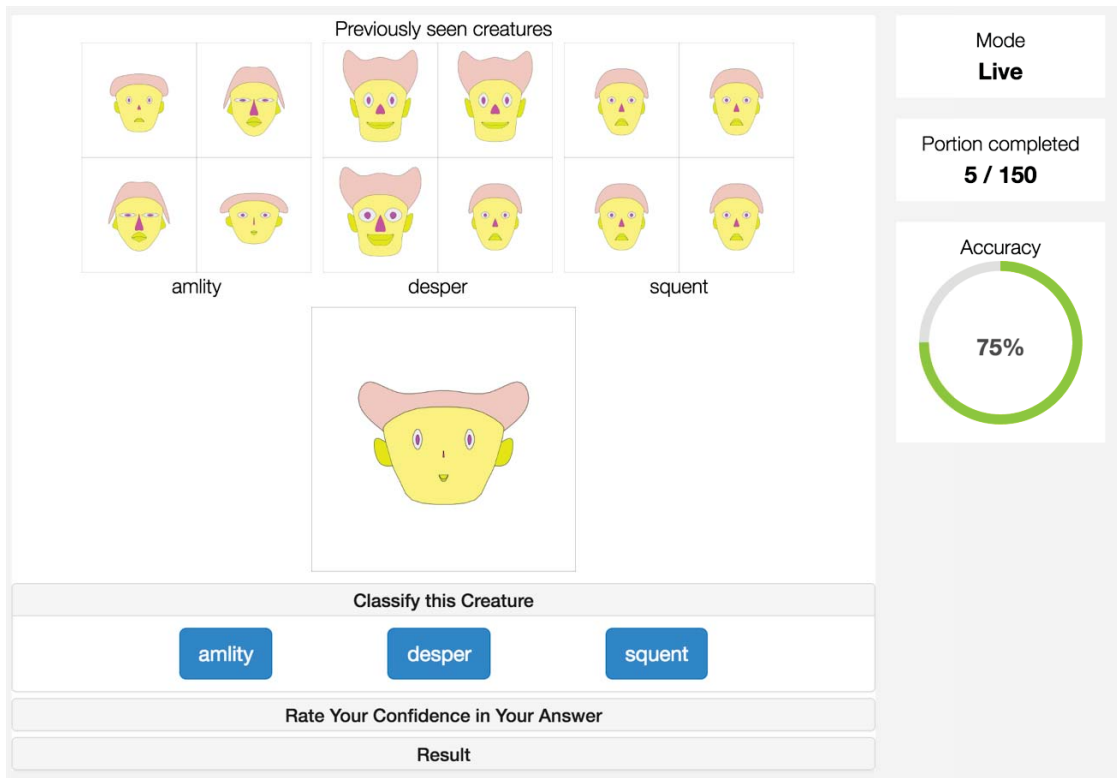 Previously seen creatures
amlity
desper
squent
Classify this Creature
amlity
desper
squent
Rate Your Confidence in Your Answer
Result
Mode
Live
Portion completed
5 / 150
Accuracy
75%